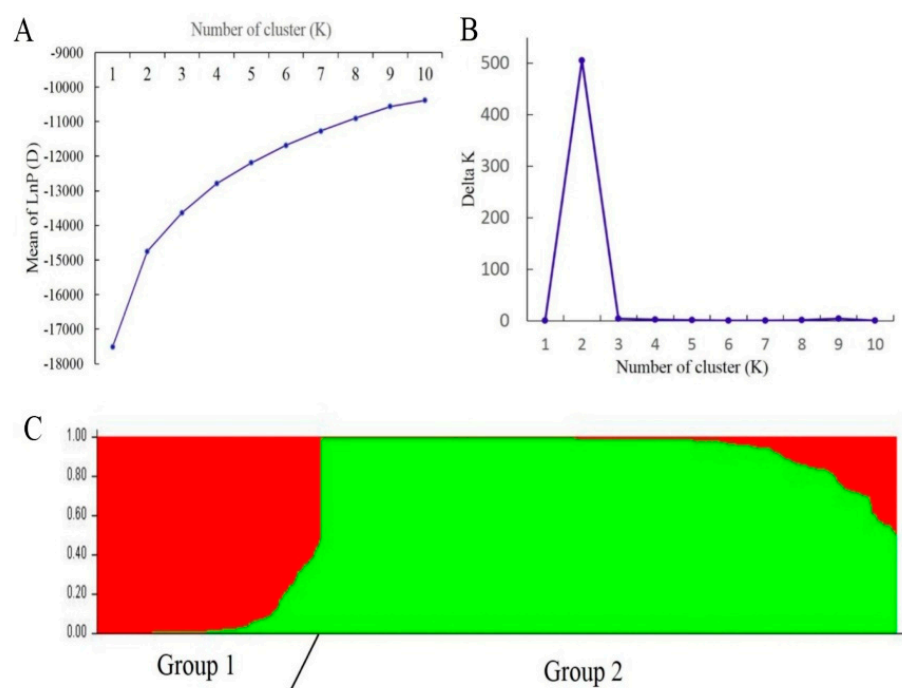 A
Number of cluster (K)
-9000
1 2 3 4 5 6 7 8 9 10
-10000
-11000
-12000
-13000
-14000
-15000
-16000
-17000
-18000
Mean of LnP (D)
B
500
400
300
200
100
0
Delta K
1 2 3 4 5 6 7 8 9 10
Number of cluster (K)
C
1.00
0.80
0.60
0.40
0.20
0.00
Group 1
Group 2